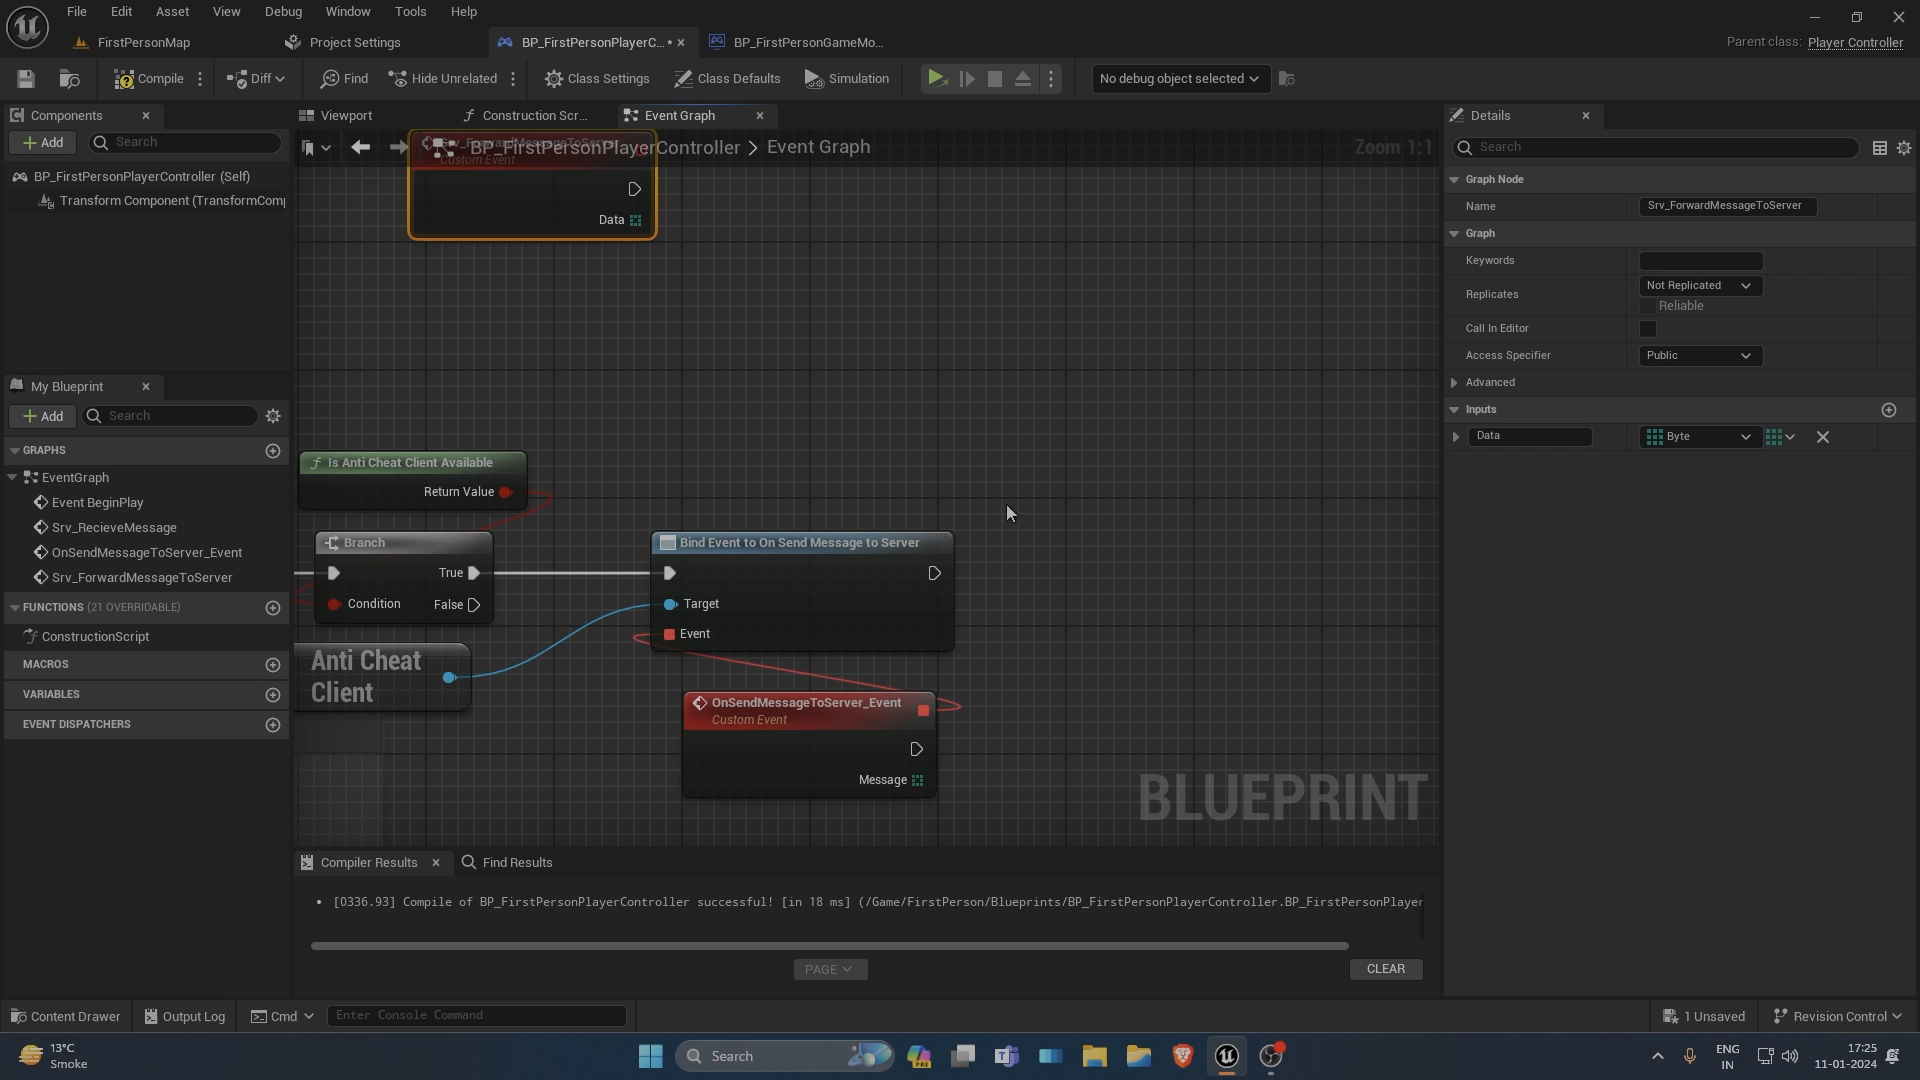 File Edit Asset View Debug Window Tools Help
FirstPersonMap
Project Settings
BP_FirstPersonPlayerC... •
BP_FirstPersonGameMo...
Parent class: Player Controller
Compile
Diff
Find
Hide Unrelated
Class Settings
Class Defaults
Simulation
No debug object selected
Components
Add
Search
BP_FirstPersonPlayerController (Self)
Transform Component (TransformComp
My Blueprint
Add
Search
GRAPHS
EventGraph
Event BeginPlay
Srv_RecieveMessage
OnSendMessageToServer_Event
Srv_ForwardMessageToServer
FUNCTIONS (21 OVERRIDABLE)
ConstructionScript
MACROS
VARIABLES
EVENT DISPATCHERS
Viewport
Construction Scr...
Event Graph
BP_FirstPersonPlayerController > Event Graph
Zoom 1:1
Srv_ForwardMessageToServer
Custom Event
Data
Is Anti Cheat Client Available
Return Value
Branch
True
Condition
False
Anti Cheat
Client
Bind Event to On Send Message to Server
Target
Event
OnSendMessageToServer_Event
Custom Event
Message
BLUEPRINT
Compiler Results
Find Results
• [0336.93] Compile of BP_FirstPersonPlayerController successful! [in 18 ms] (/Game/FirstPerson/Blueprints/BP_FirstPersonPlayerController.BP_FirstPersonPlayer
PAGE
CLEAR
Details
Search
Graph Node
Name
Srv_ForwardMessageToServer
Graph
Keywords
Replicates
Not Replicated
Reliable
Call In Editor
Access Specifier
Public
Advanced
Inputs
Data
Byte
Content Drawer
Output Log
Cmd
Enter Console Command
1 Unsaved
Revision Control
13°C
Smoke
Search
PRE
ENG
IN
17:25
11-01-2024